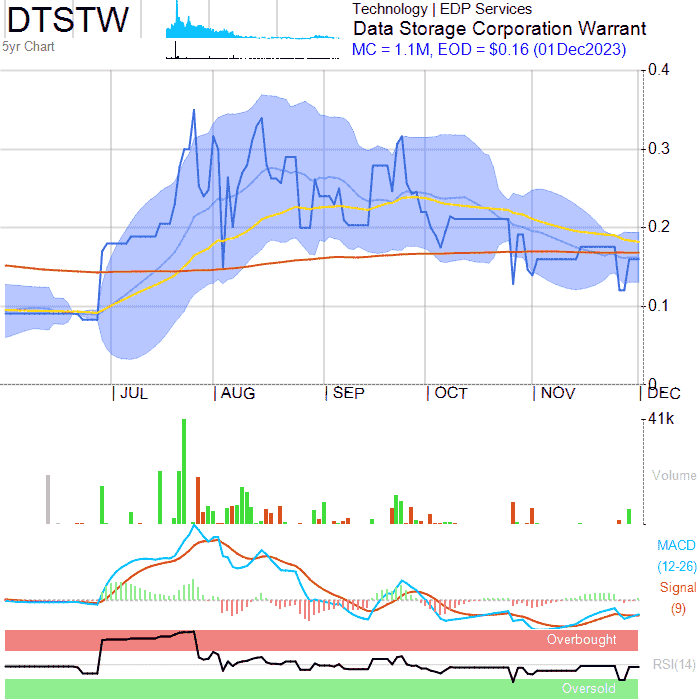 DTSTW
5yr Chart
Technology | EDP Services
Data Storage Corporation Warrant
MC = 1.1M, EOD = $0.16 (01Dec2023)
0.4
0.3
0.2
0.1
0
| JUL | AUG | SEP | OCT | NOV | DEC
41k
Volume
MACD
(12-26)
Signal
(9)
Overbought
RSI(14)
Oversold